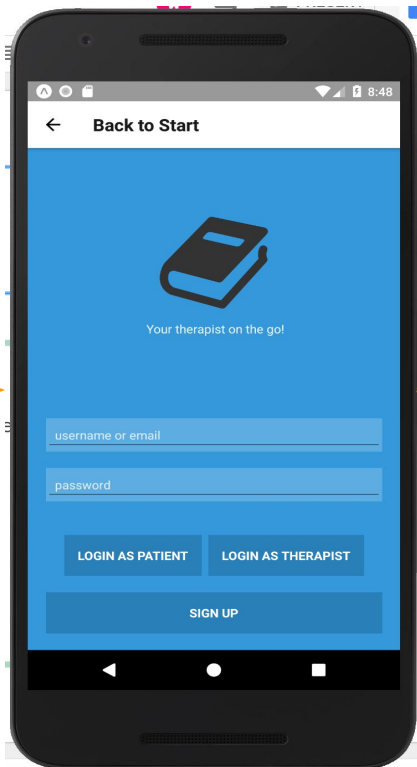 8:48
Back to Start
Your therapist on the go!
username or email
password
LOGIN AS PATIENT LOGIN AS THERAPIST
SIGN UP